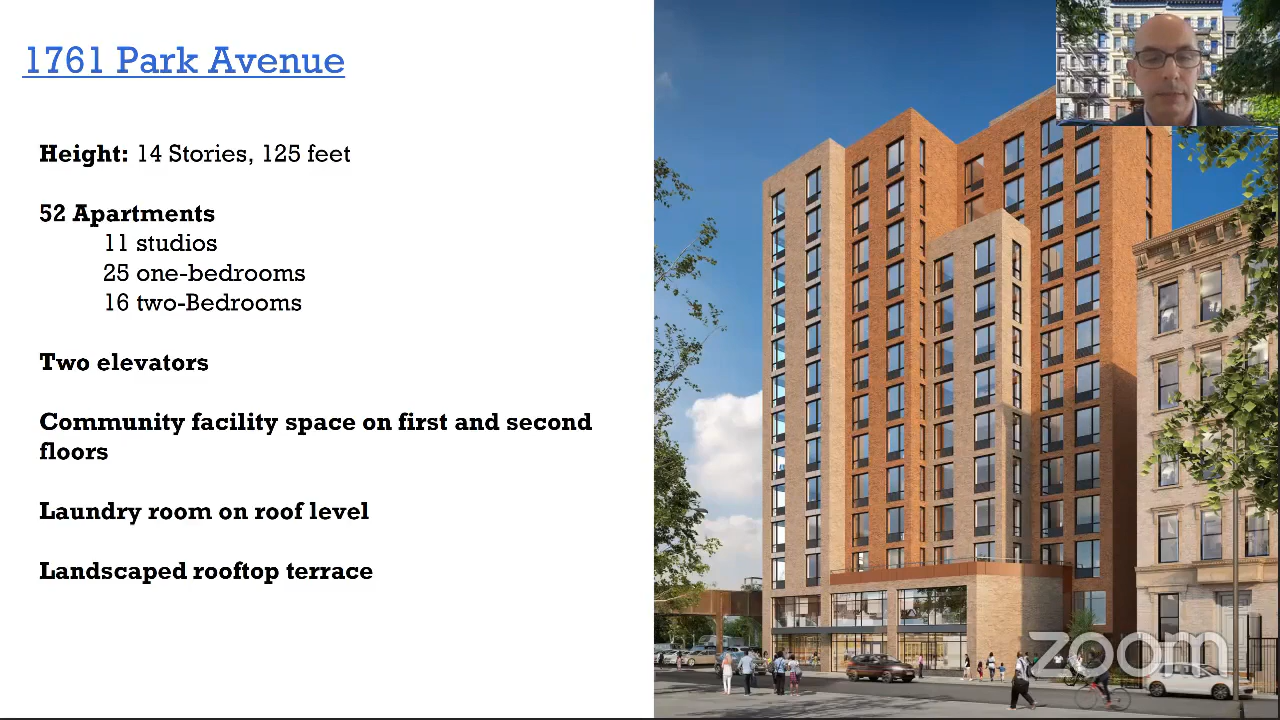 1761 Park Avenue
Height: 14 Stories, 125 feet
52 Apartments
11 studios
25 one-bedrooms
16 two-Bedrooms
Two elevators
Community facility space on first and second
floors
Laundry room on roof level
Landscaped rooftop terrace
zoom